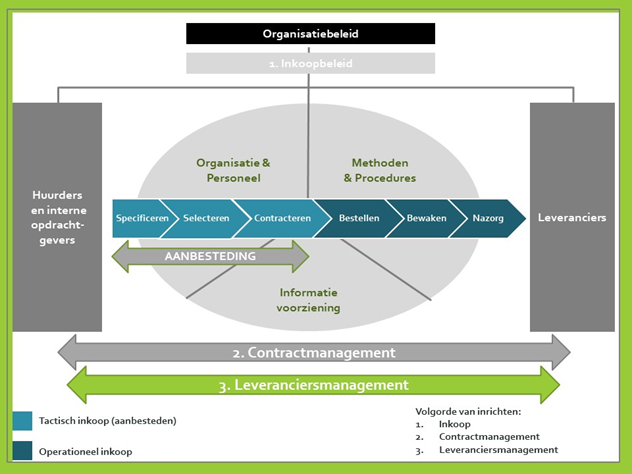 Organisatiebeleid
1. Inkoopbeleid
Organisatie &
Personeel
Methoden
& Procedures
Huurders
en interne
opdracht-
gevers
Specificeren
Selecteren
Contracteren
Bestellen
Bewaken
Nazorg
Leveranciers
AANBESTEDING
Informatie
voorziening
2. Contractmanagement
3. Leveranciersmanagement
Tactisch inkoop (aanbesteden)
Operationeel inkoop
Volgorde van inrichten:
1. Inkoop
2. Contractmanagement
3. Leveranciersmanagement